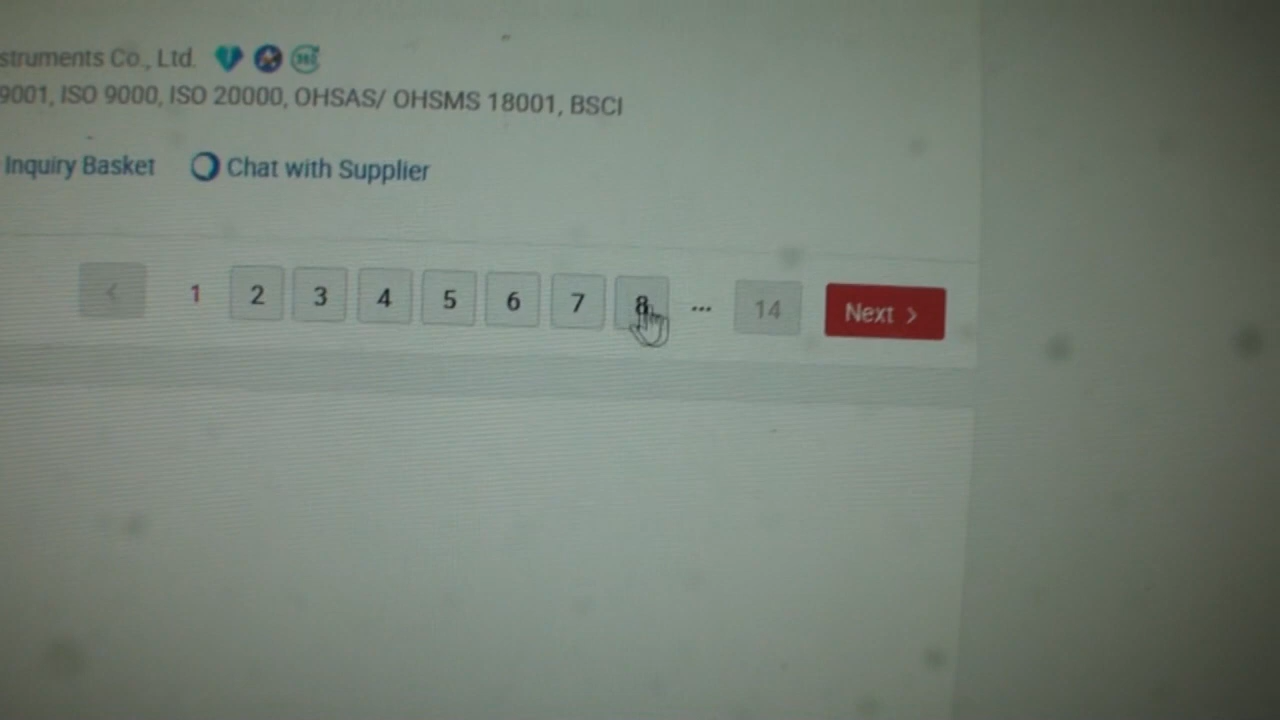 struments Co., Ltd.
9001, ISO 9000, ISO 20000, OHSAS/ OHSMS 18001, BSCI
Inquiry Basket Chat with Supplier
< 1 2 3 4 5 6 7 8 ... 14 Next >